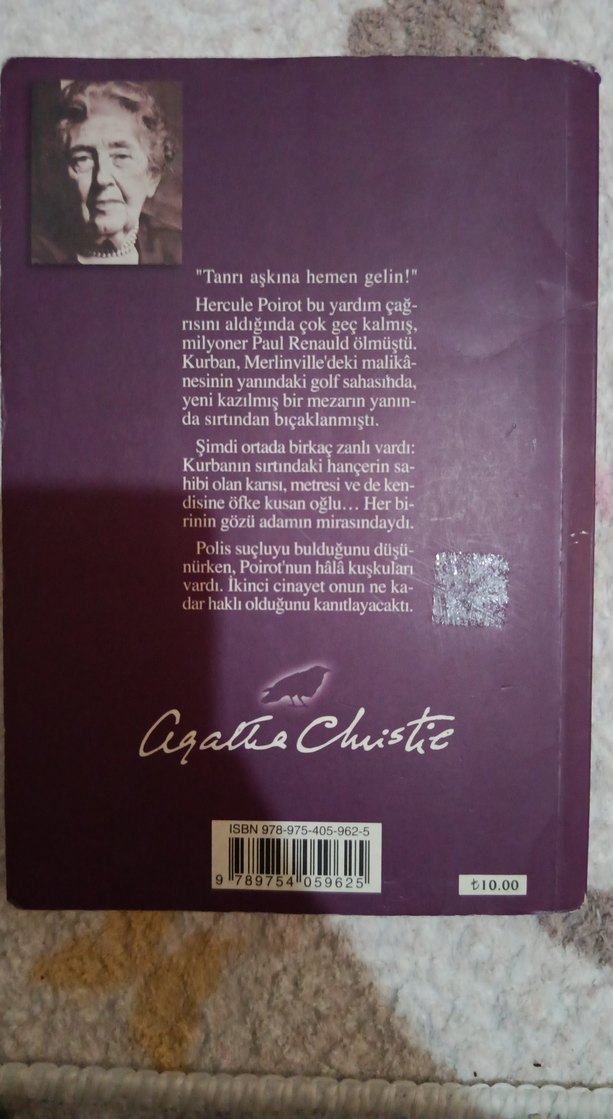 "Tanrı aşkına hemen gelin!"
Hercule Poirot bu yardım çağ-
rısını aldığında çok geç kalmış,
milyoner Paul Renauld ölmüştü.
Kurban, Merlinville'deki malikâ-
nesinin yanındaki golf sahasında,
yeni kazılmış bir mezarın yanın-
da sırtından bıçaklanmıştı.
Şimdi ortada birkaç zanlı vardı:
Kurbanın sırtındaki hançerin sa-
hibi olan karısı, metresi ve de ken-
disine öfke kusan oğlu... Her bi-
rinin gözü adamın mirasındaydı.
Polis suçluyu bulduğunu düşü-
nürken, Poirot'nun hâlâ kuşkuları
vardı. İkinci cinayet onun ne ka-
dar haklı olduğunu kanıtlayacaktı.
Agatha Christie
ISBN 978-975-405-962-5
9 789754 059625
₺10.00